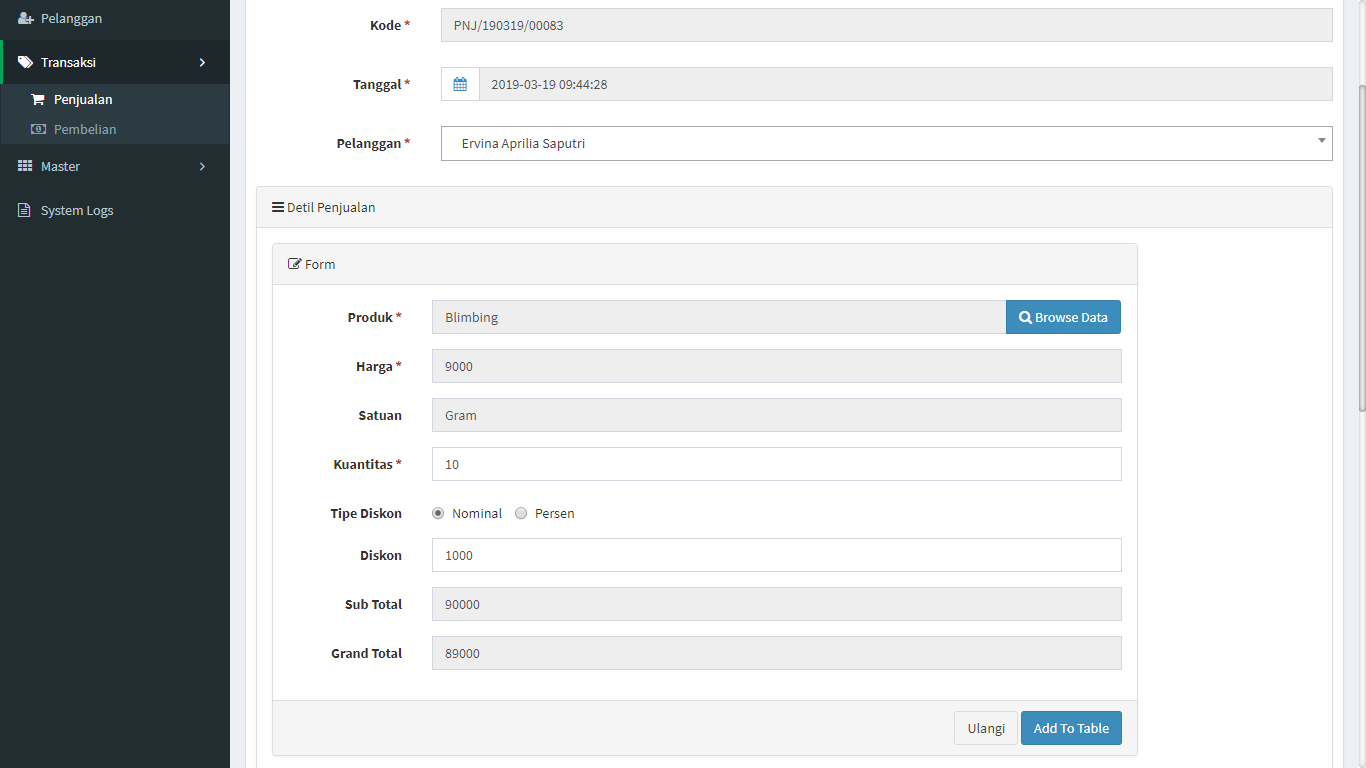 Pelanggan
Transaksi
Penjualan
Pembelian
Master
System Logs
Kode * PNJ/190319/00083
Tanggal * 2019-03-19 09:44:28
Pelanggan * Ervina Aprilia Saputri
Detil Penjualan
Form
Produk * Blimbing Browse Data
Harga * 9000
Satuan Gram
Kuantitas * 10
Tipe Diskon Nominal Persen
Diskon 1000
Sub Total 90000
Grand Total 89000
Ulangi Add To Table